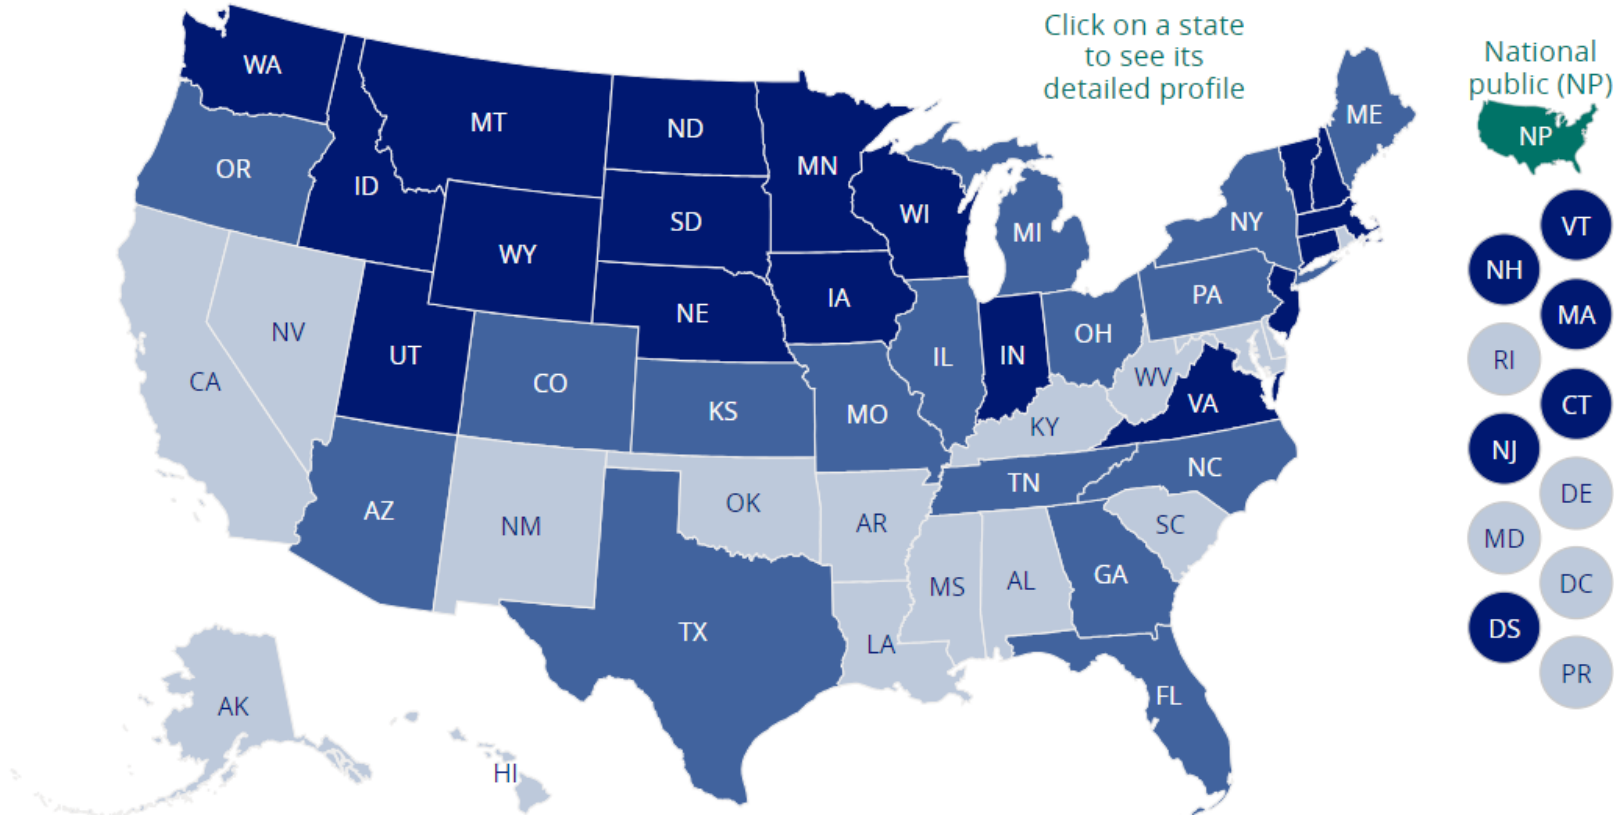 Click on a state
to see its
detailed profile
National
public (NP)
NP
WA
MT
ND
MN
ME
OR
ID
SD
WI
MI
NY
VT
WY
NH
IA
PA
MA
NE
NV
UT
CO
IL
IN
OH
RI
CA
KS
MO
WV
VA
CT
KY
NJ
AZ
NM
OK
AR
TN
NC
DE
SC
MD
MS
AL
GA
DC
TX
LA
DS
AK
FL
PR
HI